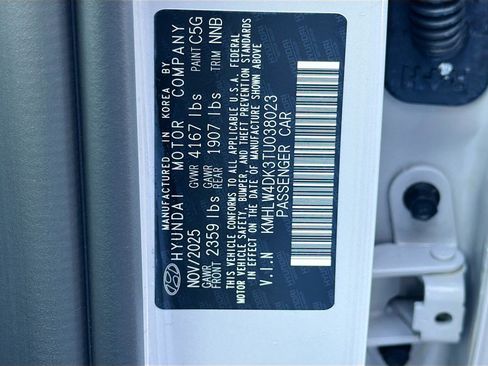 MANUFACTURED IN KOREA BY
HYUNDAI MOTOR COMPANY
NOV/2025 GVWR 4167 lbs PAINT C5G
GAWR FRONT 2359 lbs GAWR REAR 1907 lbs TRIM NNB
THIS VEHICLE CONFORMS TO ALL APPLICABLE U.S.A. FEDERAL
MOTOR VEHICLE SAFETY, BUMPER, AND THEFT PREVENTION STANDARDS
IN EFFECT ON THE DATE OF MANUFACTURE SHOWN ABOVE.
V.I.N KMHLW4DK3TU038023
PASSENGER CAR